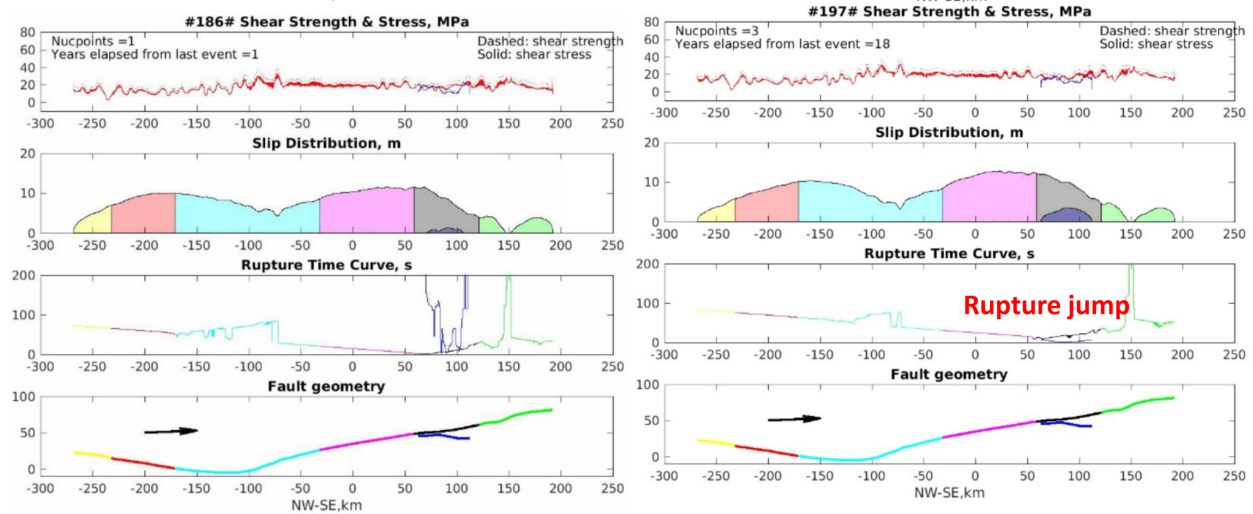 #186# Shear Strength & Stress, MPa
Nucpoints =1
Years elapsed from last event =1
Dashed: shear strength
Solid: shear stress
80
60
40
20
0
-300 -250 -200 -150 -100 -50 0 50 100 150 200 250
Slip Distribution, m
20
10
0
-300 -250 -200 -150 -100 -50 0 50 100 150 200 250
Rupture Time Curve, s
200
100
0
-300 -250 -200 -150 -100 -50 0 50 100 150 200 250
Fault geometry
100
50
0
-300 -250 -200 -150 -100 -50 0 50 100 150 200 250
NW-SE,km
#197# Shear Strength & Stress, MPa
Nucpoints =3
Years elapsed from last event =18
Dashed: shear strength
Solid: shear stress
80
60
40
20
0
-300 -250 -200 -150 -100 -50 0 50 100 150 200 250
Slip Distribution, m
20
10
0
-300 -250 -200 -150 -100 -50 0 50 100 150 200 250
Rupture Time Curve, s
200
100
0
Rupture jump
-300 -250 -200 -150 -100 -50 0 50 100 150 200 250
Fault geometry
100
50
0
-300 -250 -200 -150 -100 -50 0 50 100 150 200 250
NW-SE,km